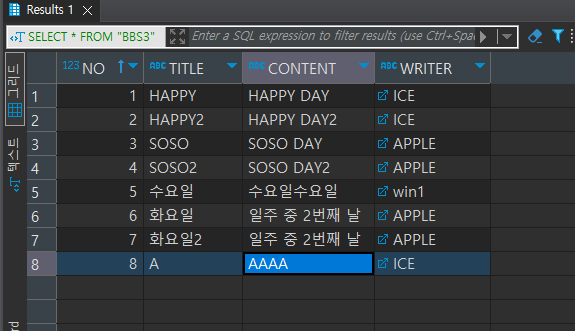 Results 1
SELECT * FROM "BBS3"
Enter a SQL expression to filter results (use Ctrl+Spa
그리드
텍스트
123 NO ABC TITLE ABC CONTENT ABC WRITER
1 1 HAPPY HAPPY DAY ICE
2 2 HAPPY2 HAPPY DAY2 ICE
3 3 SOSO SOSO DAY APPLE
4 4 SOSO2 SOSO DAY2 APPLE
5 5 수요일 수요일수요일 win1
6 6 화요일 일주 중 2번째 날 APPLE
7 7 화요일2 일주 중 2번째 날 APPLE
8 8 A AAAA ICE
rd